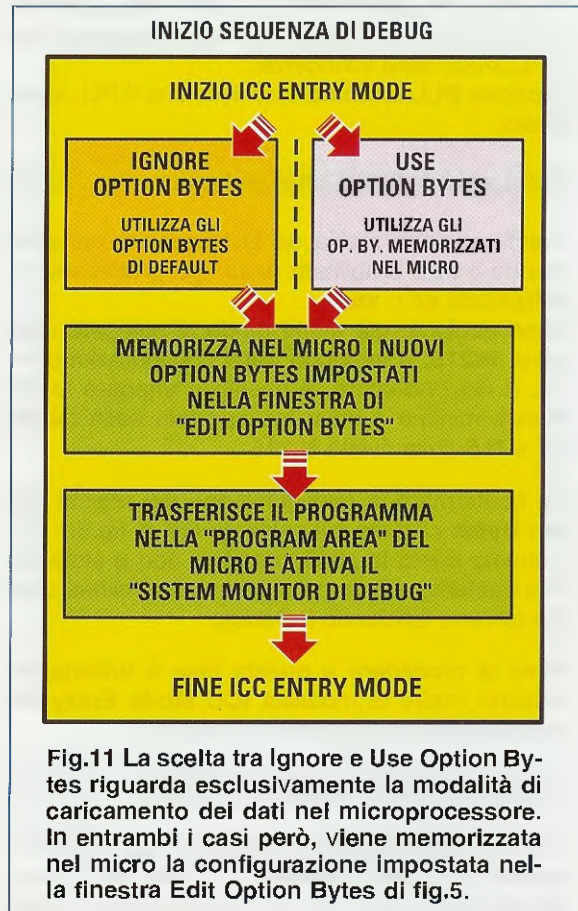 INIZIO SEQUENZA DI DEBUG
INIZIO ICC ENTRY MODE
IGNORE
OPTION BYTES
UTILIZZA GLI
OPTION BYTES
DI DEFAULT
USE
OPTION BYTES
UTILIZZA GLI
OP. BY. MEMORIZZATI
NEL MICRO
MEMORIZZA NEL MICRO I NUOVI
OPTION BYTES IMPOSTATI
NELLA FINESTRA DI
"EDIT OPTION BYTES"
TRASFERISCE IL PROGRAMMA
NELLA "PROGRAM AREA" DEL
MICRO E ATTIVA IL
"SISTEM MONITOR DI DEBUG"
FINE ICC ENTRY MODE
Fig.11 La scelta tra Ignore e Use Option By-
tes riguarda esclusivamente la modalità di
caricamento dei dati nel microprocessore.
In entrambi i casi però, viene memorizzata
nel micro la configurazione impostata nel-
la finestra Edit Option Bytes di fig.5.